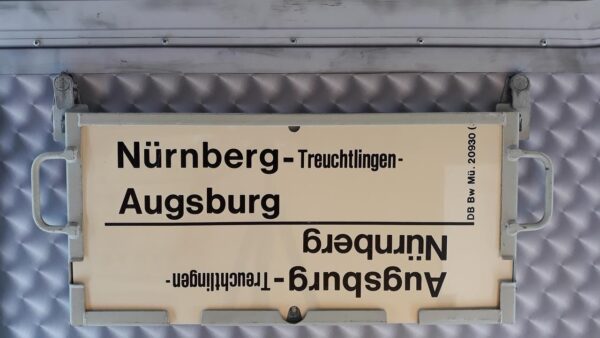 Nürnberg-Treuchtlingen-
Augsburg
Augsburg-Treuchtlingen-
Nürnberg
DB Bw Mü. 20930 (